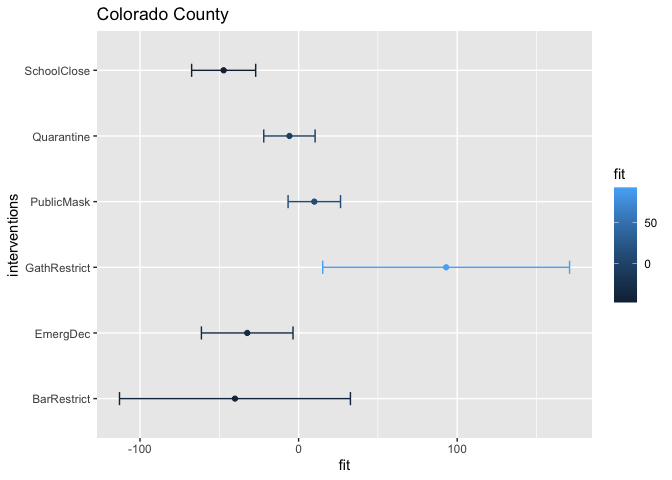 Colorado County
SchoolClose
Quarantine
PublicMask
GathRestrict
EmergDec
BarRestrict
interventions
-100
0
100
fit
fit
50
0